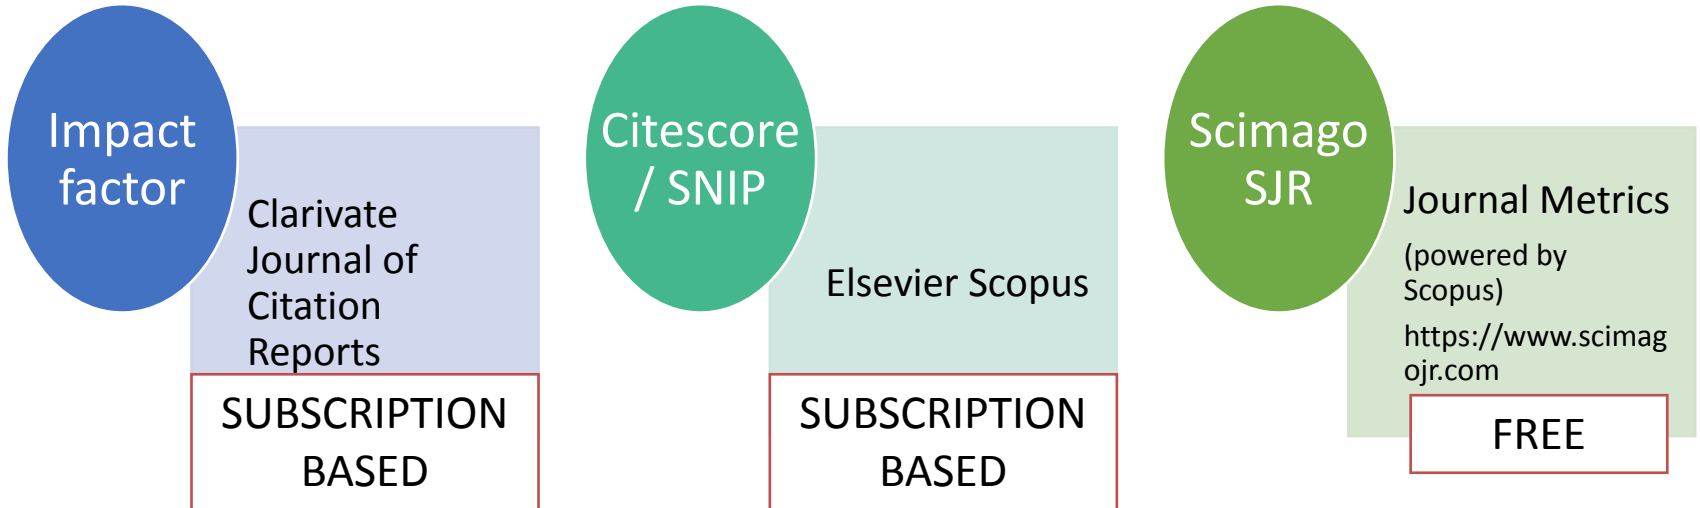 Impact
factor
Clarivate
Journal of
Citation
Reports
SUBSCRIPTION
BASED
Citescore
/ SNIP
Elsevier Scopus
SUBSCRIPTION
BASED
Scimago
SJR
Journal Metrics
(powered by
Scopus)
https://www.scimag
ojr.com
FREE